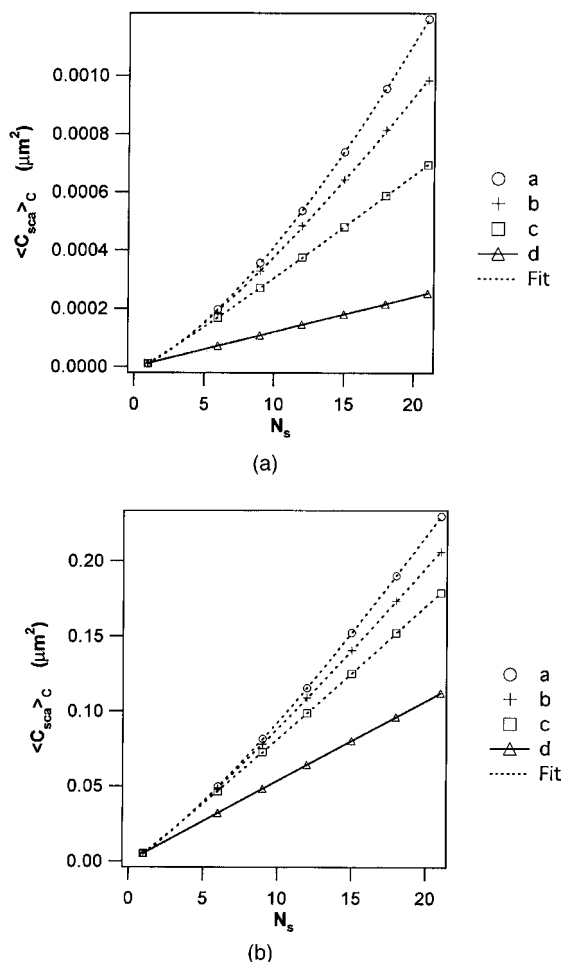 0.0010
0.0008
0.0006
0.0004
0.0002
0.0000
<C_sca>_C (μm²)
0 5 10 15 20
N_s
a
b
c
d
Fit
(a)
0.20
0.15
0.10
0.05
0.00
<C_sca>_C (μm²)
0 5 10 15 20
N_s
a
b
c
d
Fit
(b)